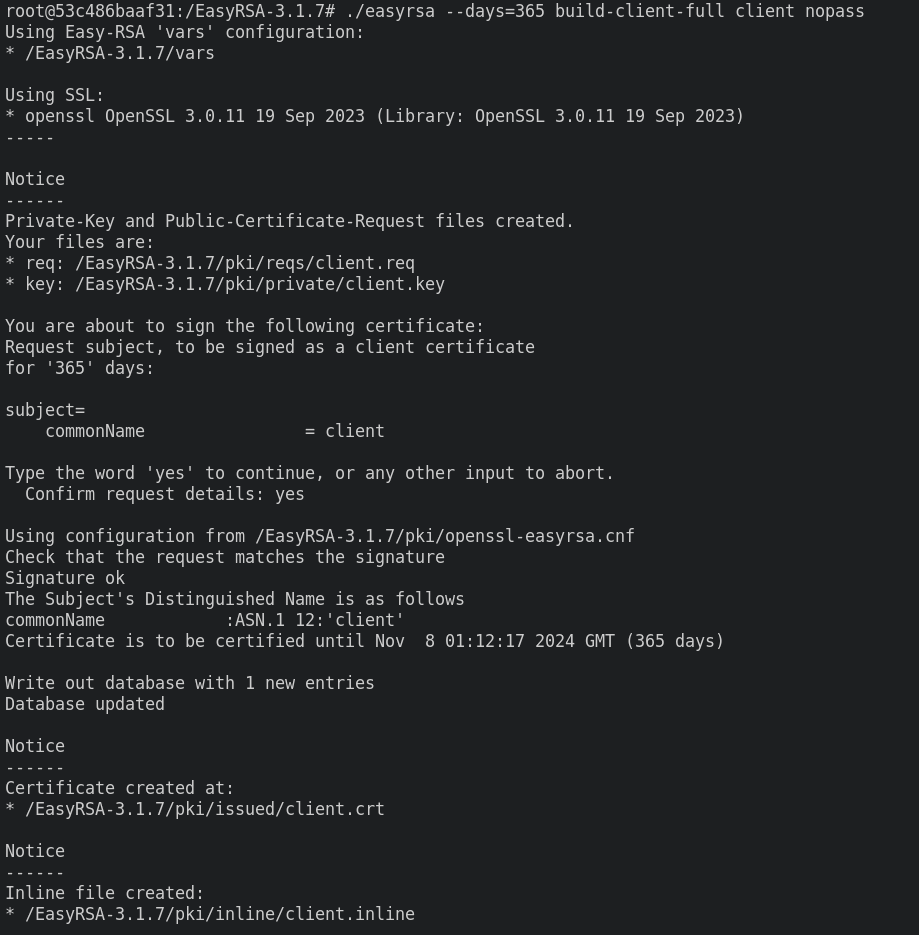 root@53c486baaf31:/EasyRSA-3.1.7# ./easyrsa --days=365 build-client-full client nopass
Using Easy-RSA 'vars' configuration:
* /EasyRSA-3.1.7/vars

Using SSL:
* openssl OpenSSL 3.0.11 19 Sep 2023 (Library: OpenSSL 3.0.11 19 Sep 2023)
-----

Notice
------
Private-Key and Public-Certificate-Request files created.
Your files are:
* req: /EasyRSA-3.1.7/pki/reqs/client.req
* key: /EasyRSA-3.1.7/pki/private/client.key

You are about to sign the following certificate:
Request subject, to be signed as a client certificate
for '365' days:

subject=
    commonName                = client

Type the word 'yes' to continue, or any other input to abort.
  Confirm request details: yes

Using configuration from /EasyRSA-3.1.7/pki/openssl-easyrsa.cnf
Check that the request matches the signature
Signature ok
The Subject's Distinguished Name is as follows
commonName            :ASN.1 12:'client'
Certificate is to be certified until Nov  8 01:12:17 2024 GMT (365 days)

Write out database with 1 new entries
Database updated

Notice
------
Certificate created at:
* /EasyRSA-3.1.7/pki/issued/client.crt

Notice
------
Inline file created:
* /EasyRSA-3.1.7/pki/inline/client.inline